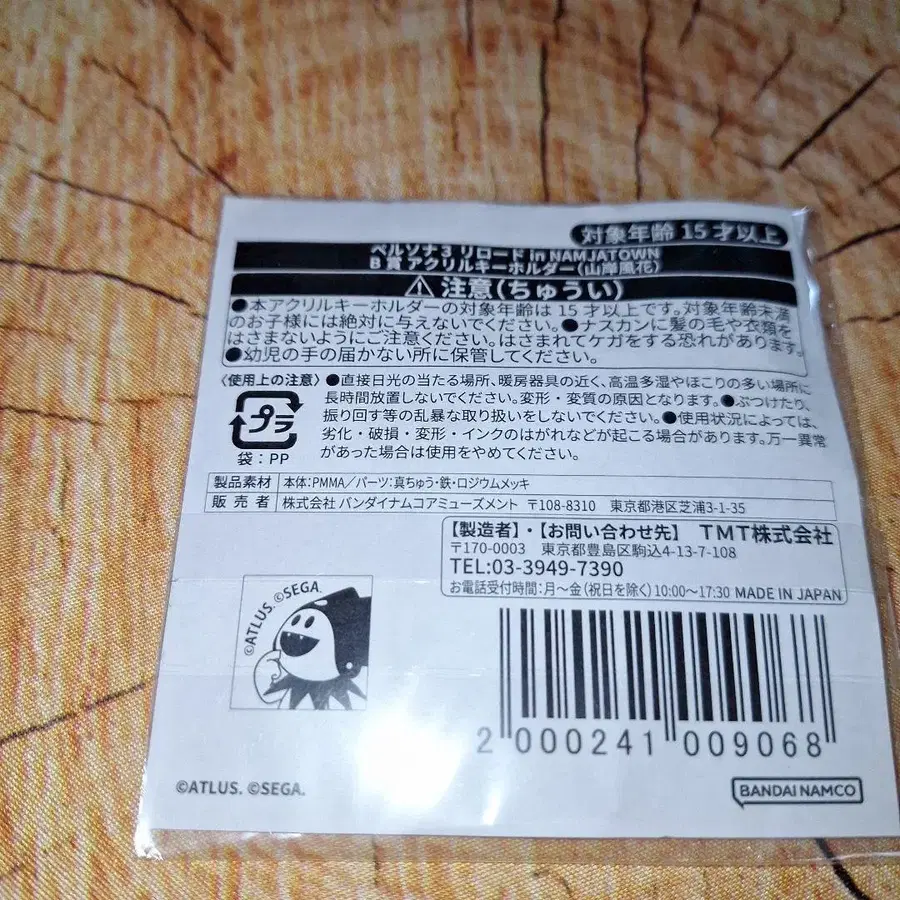 対象年齢 15 才以上
ペルソナ3 リロード in NAMJATOWN
B 賞 アクリルキーホルダー(山岸風花)
注意(ちゅうい)
●本アクリルキーホルダーの対象年齢は 15 才以上です。対象年齢未満
のお子様には絶対に与えないでください。●ナスカンに髪の毛や衣類を
はさまないようにご注意ください。はさまれてケガをする恐れがあります。
●幼児の手の届かない所に保管してください。
〈使用上の注意〉●直接日光の当たる場所、暖房器具の近く、高温多湿やほこりの多い場所に
長時間放置しないでください。変形・変質の原因となります。●ぶつけたり、
振り回す等の乱暴な取り扱いをしないでください。●使用状況によっては、
劣化・破損・変形・インクのはがれなどが起こる場合があります。万一異常
があった場合は使用をやめてください。
プラ
袋:PP
製品素材 本体:PMMA/パーツ:真ちゅう・鉄・ロジウムメッキ
販売者 株式会社 バンダイナムコアミューズメント 〒108-8310 東京都港区芝浦3-1-35
【製造者】・【お問い合わせ先】 TMT株式会社
〒170-0003 東京都豊島区駒込4-13-7-108
TEL:03-3949-7390
お電話受付時間:月~金(祝日を除く)10:00~17:30 MADE IN JAPAN
©ATLUS. ©SEGA.
2 000241 009068
©ATLUS. ©SEGA.
BANDAI NAMCO